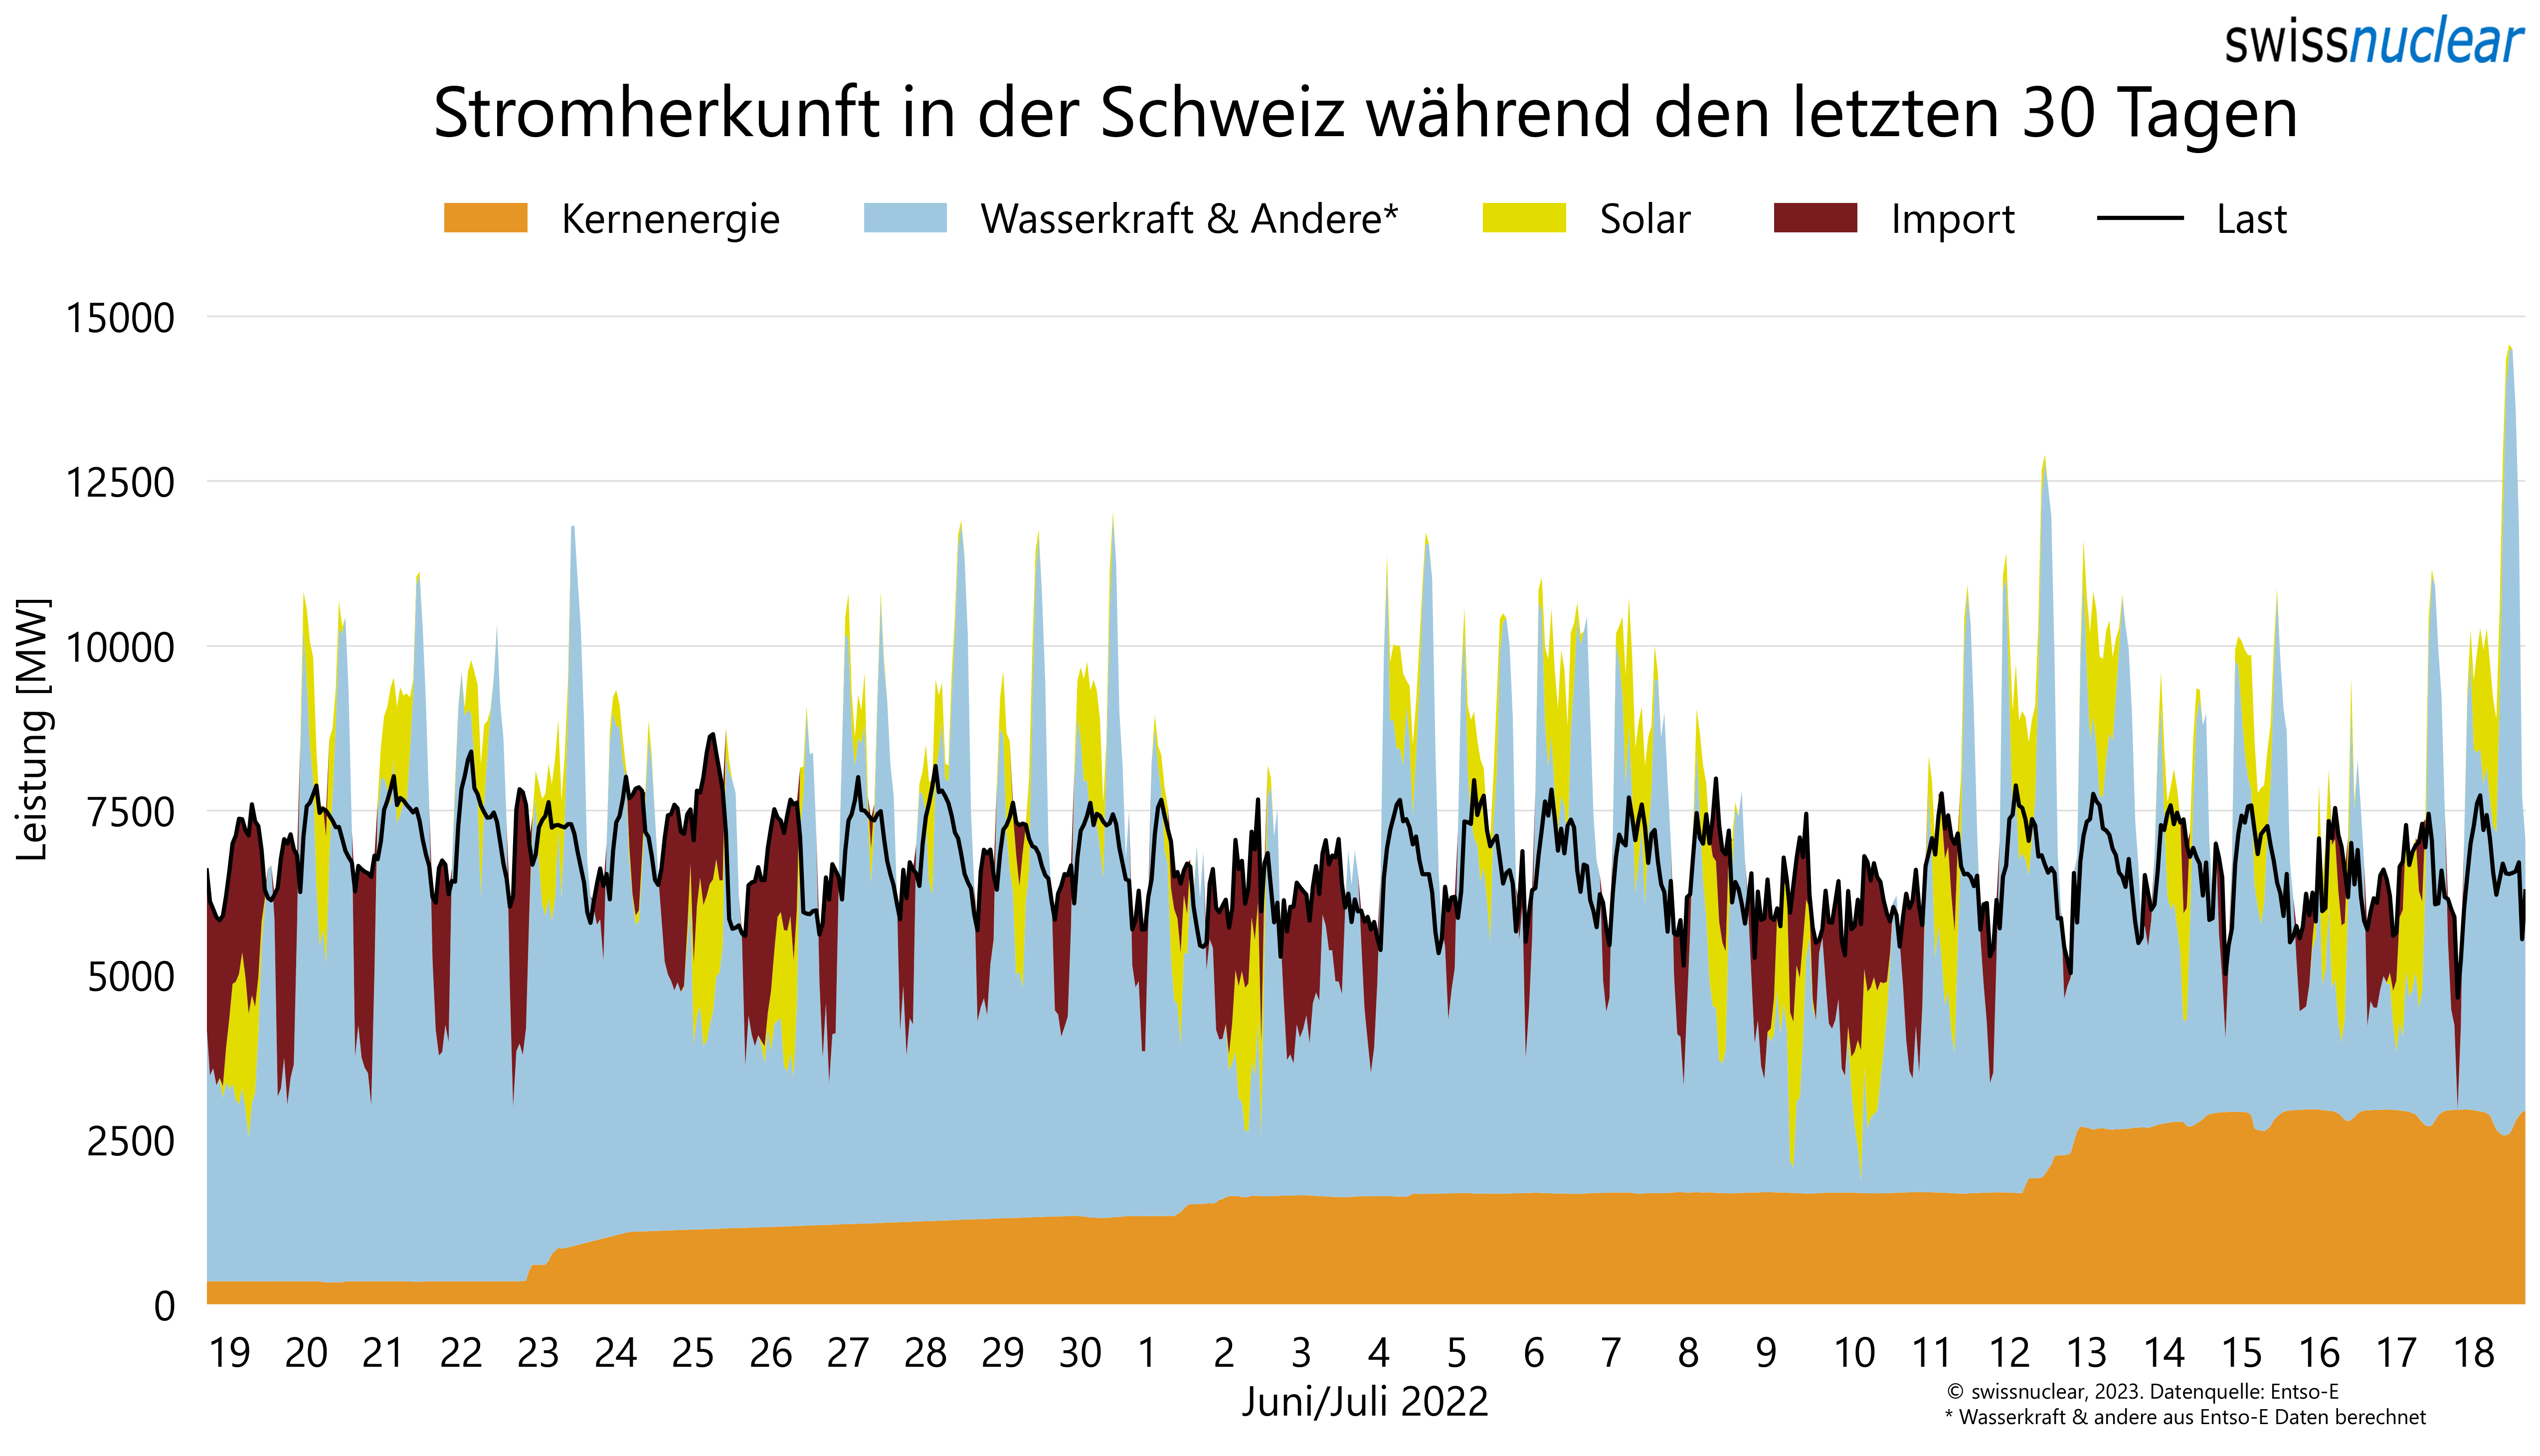 swissnuclear
Stromherkunft in der Schweiz während den letzten 30 Tagen
Kernenergie Wasserkraft & Andere* Solar Import Last
15000
12500
10000
7500
5000
2500
0
Leistung [MW]
19 20 21 22 23 24 25 26 27 28 29 30 1 2 3 4 5 6 7 8 9 10 11 12 13 14 15 16 17 18
Juni/Juli 2022
© swissnuclear, 2023. Datenquelle: Entso-E
* Wasserkraft & andere aus Entso-E Daten berechnet